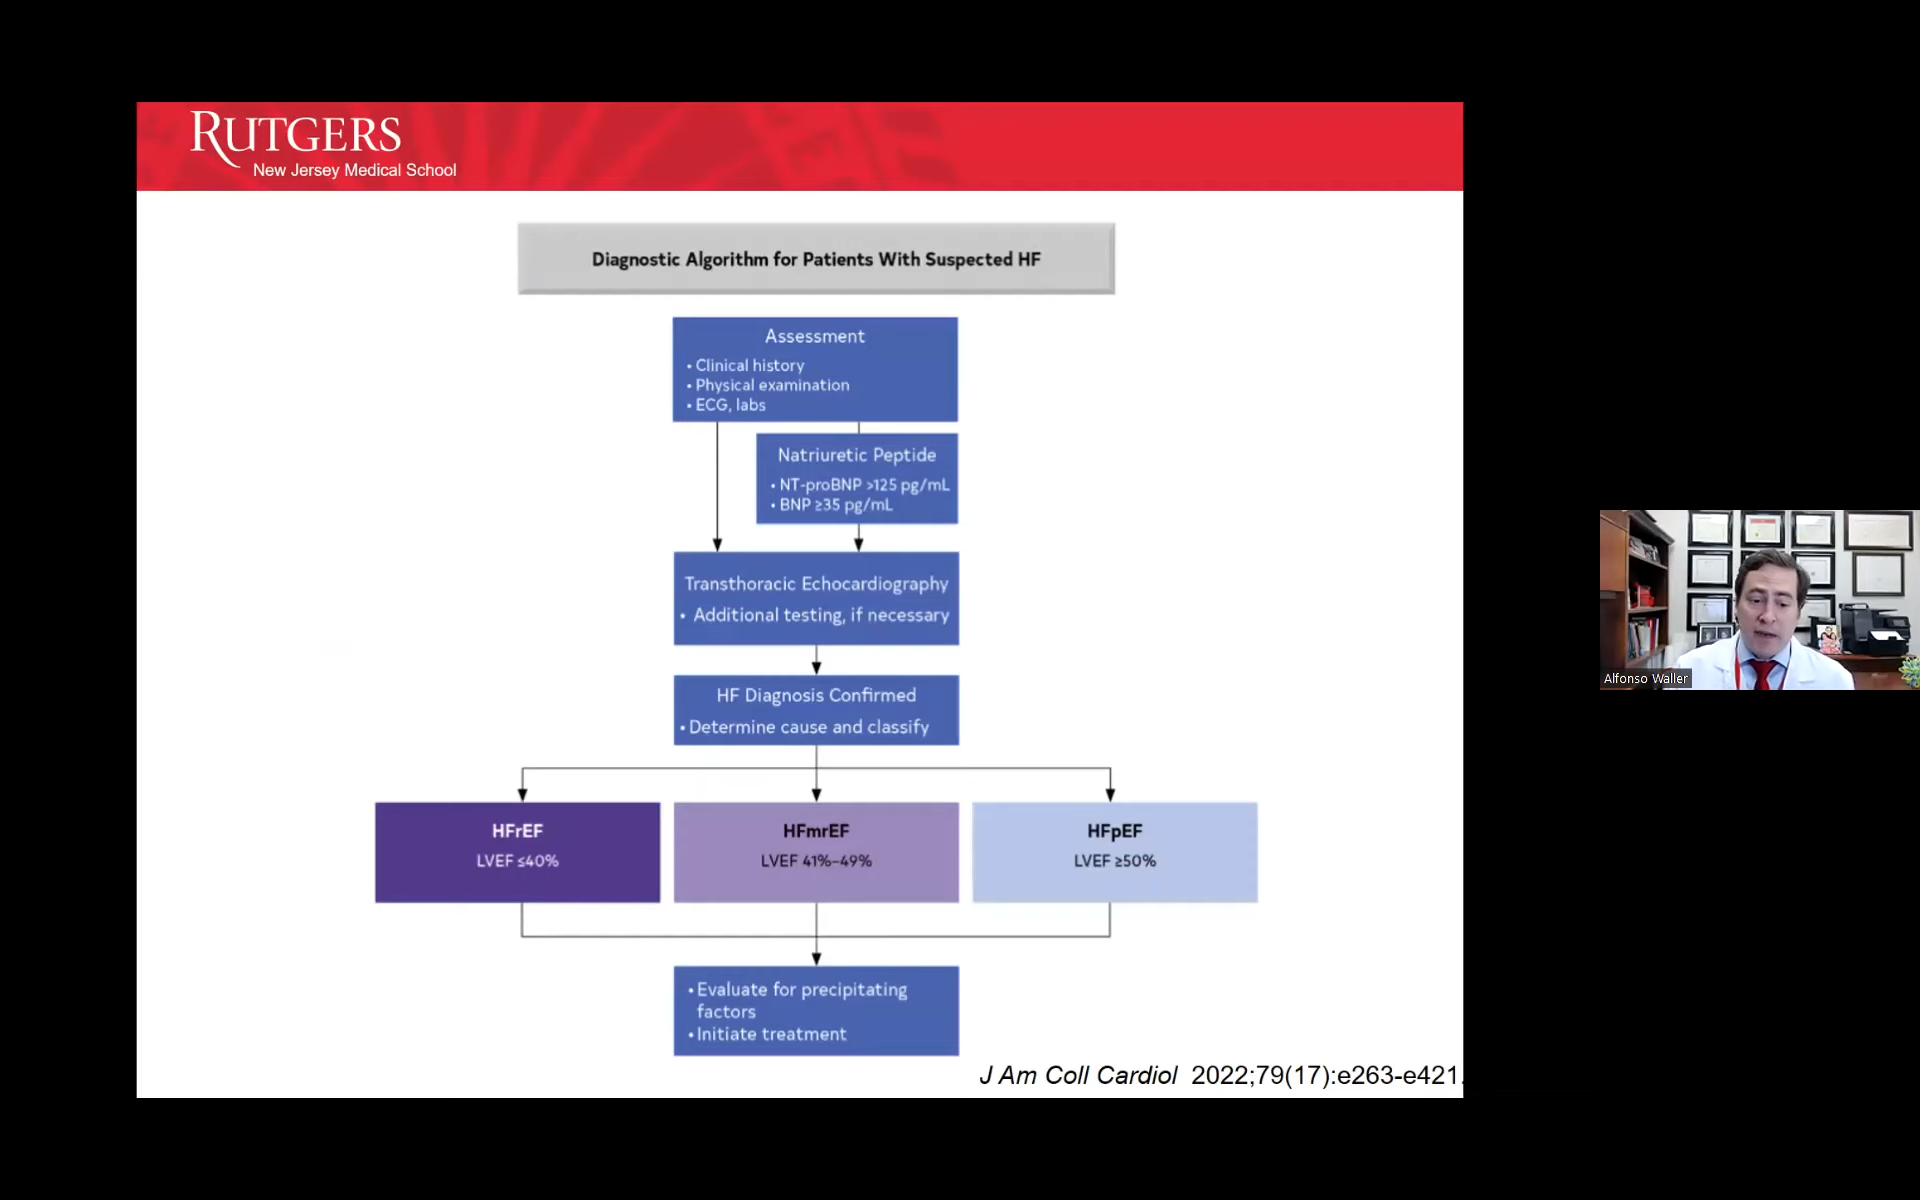 RUTGERS
New Jersey Medical School
Diagnostic Algorithm for Patients With Suspected HF
Assessment
• Clinical history
• Physical examination
• ECG, labs
Natriuretic Peptide
• NT-proBNP >125 pg/mL
• BNP ≥35 pg/mL
Transthoracic Echocardiography
• Additional testing, if necessary
HF Diagnosis Confirmed
• Determine cause and classify
HFrEF
LVEF ≤40%
HFmrEF
LVEF 41%–49%
HFpEF
LVEF ≥50%
• Evaluate for precipitating
factors
• Initiate treatment
J Am Coll Cardiol 2022;79(17):e263-e421.
Alfonso Waller